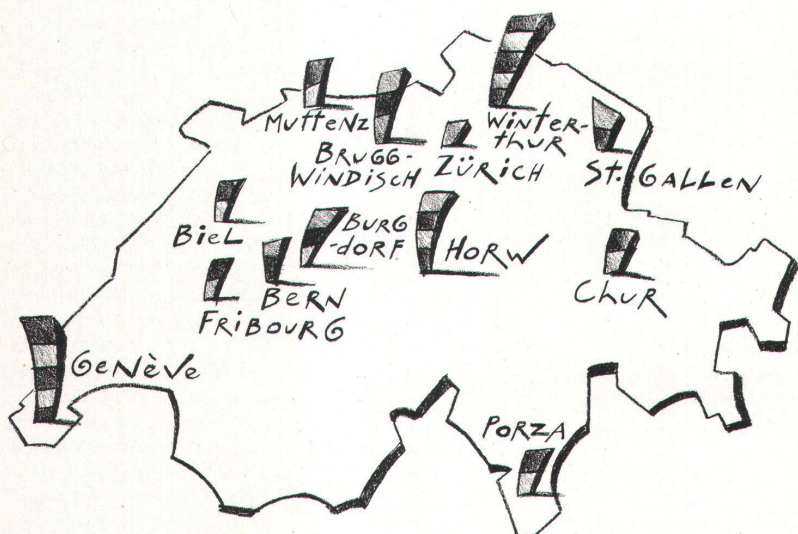 MUTTENZ
BRUGG-
WINDISCH
ZÜRICH
WINTER-
THUR
ST. GALLEN
BIEL
BURG
-DORF
HORW
BERN
FRIBOURG
CHUR
GENÈVE
PORZA